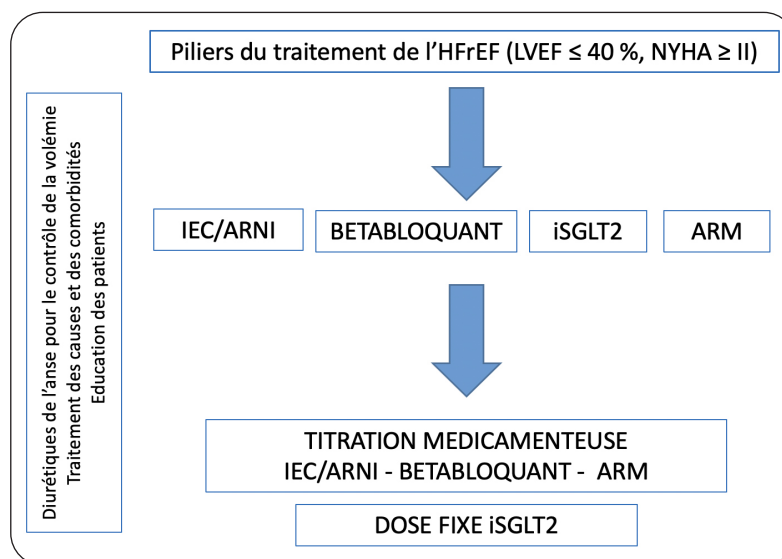 Piliers du traitement de l’HFrEF (LVEF ≤ 40 %, NYHA ≥ II)
Diurétiques de l’anse pour le contrôle de la volémie
Traitement des causes et des comorbidités
Education des patients
IEC/ARNI
BETABLOQUANT
iSGLT2
ARM
TITRATION MEDICAMENTEUSE
IEC/ARNI - BETABLOQUANT - ARM
DOSE FIXE iSGLT2